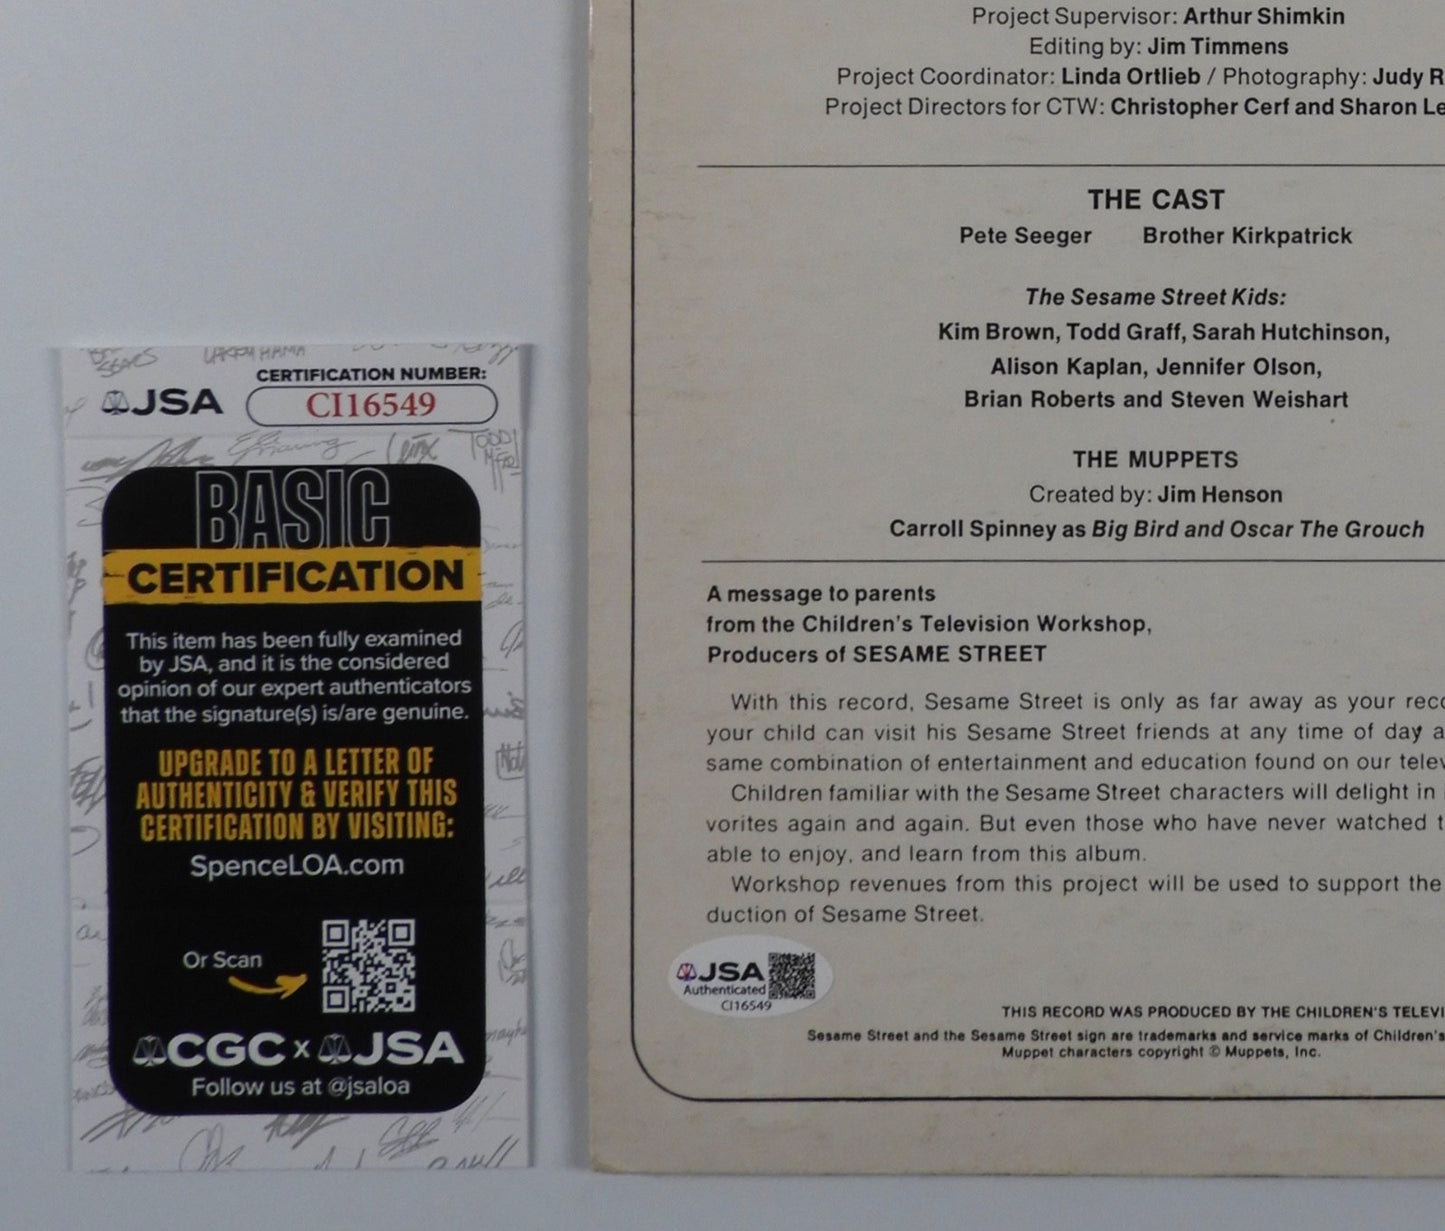 Project Supervisor: Arthur Shimkin
Editing by: Jim Timmens
Project Coordinator: Linda Ortlieb / Photography: Judy R
Project Directors for CTW: Christopher Cerf and Sharon Le
THE CAST
Pete Seeger Brother Kirkpatrick
The Sesame Street Kids:
Kim Brown, Todd Graff, Sarah Hutchinson,
Alison Kaplan, Jennifer Olson,
Brian Roberts and Steven Weishart
THE MUPPETS
Created by: Jim Henson
Carroll Spinney as Big Bird and Oscar The Grouch
A message to parents
from the Children's Television Workshop,
Producers of SESAME STREET
With this record, Sesame Street is only as far away as your reco
your child can visit his Sesame Street friends at any time of day a
same combination of entertainment and education found on our telev
Children familiar with the Sesame Street characters will delight in
vorites again and again. But even those who have never watched t
able to enjoy, and learn from this album.
Workshop revenues from this project will be used to support the
duction of Sesame Street.
JSA
Authenticated
CI16549
THIS RECORD WAS PRODUCED BY THE CHILDREN'S TELEVI
Sesame Street and the Sesame Street sign are trademarks and service marks of Children's
Muppet characters copyright © Muppets, Inc.
JSA
CERTIFICATION NUMBER:
CI16549
BASIC
CERTIFICATION
This item has been fully examined
by JSA, and it is the considered
opinion of our expert authenticators
that the signature(s) is/are genuine.
UPGRADE TO A LETTER OF
AUTHENTICITY & VERIFY THIS
CERTIFICATION BY VISITING:
SpenceLOA.com
Or Scan
CGC x JSA
Follow us at @jsaloa